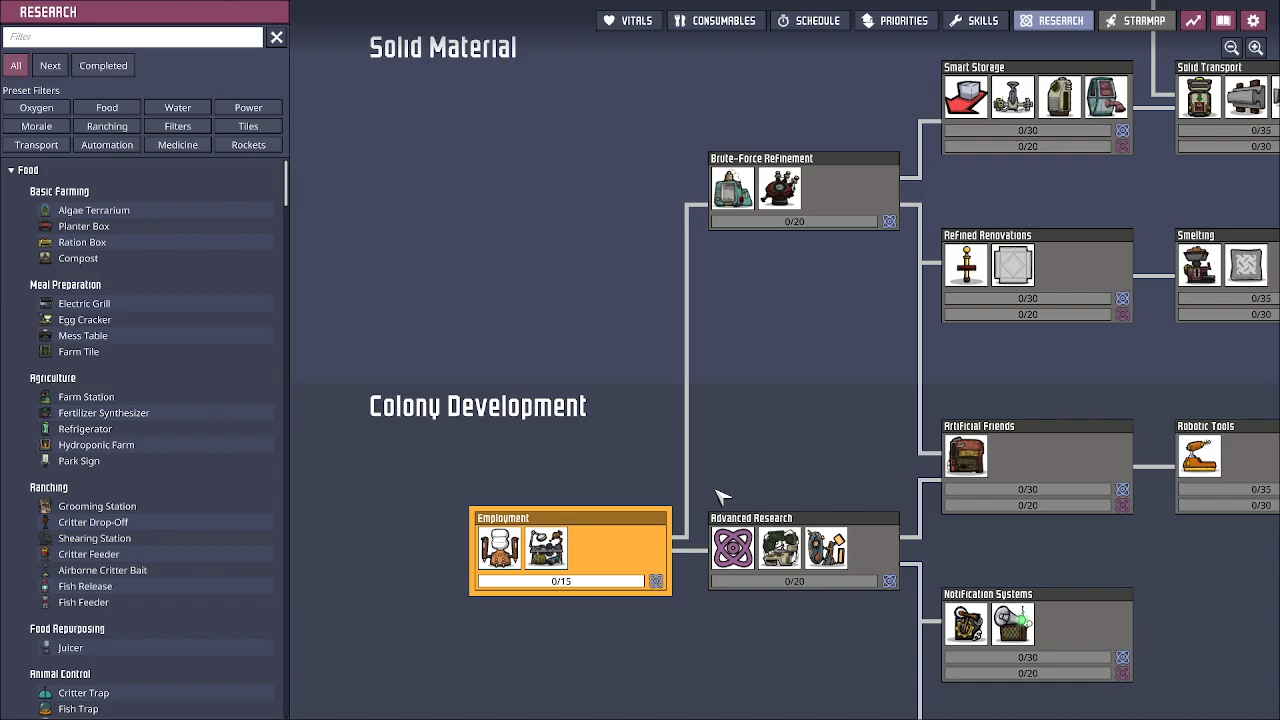 RESEARCH
VITALS
CONSUMABLES
SCHEDULE
PRIORITIES
SKILLS
RESEARCH
STARMAP
Filter
All
Next
Completed
Preset Filters
Oxygen
Food
Water
Power
Morale
Ranching
Filters
Tiles
Transport
Automation
Medicine
Rockets
Food
Basic Farming
Algae Terrarium
Planter Box
Ration Box
Compost
Meal Preparation
Electric Grill
Egg Cracker
Mess Table
Farm Tile
Agriculture
Farm Station
Fertilizer Synthesizer
Refrigerator
Hydroponic Farm
Park Sign
Ranching
Grooming Station
Critter Drop-Off
Shearing Station
Critter Feeder
Airborne Critter Bait
Fish Release
Fish Feeder
Food Repurposing
Juicer
Animal Control
Critter Trap
Fish Trap
Solid Material
Smart Storage
0/30
0/20
Solid Transport
0/35
0/30
Brute-Force Refinement
0/20
Refined Renovations
0/30
0/20
Smelting
0/35
0/30
Colony Development
Artificial Friends
0/30
0/20
Robotic Tools
0/35
0/30
Employment
0/15
Advanced Research
0/20
Notification Systems
0/30
0/20